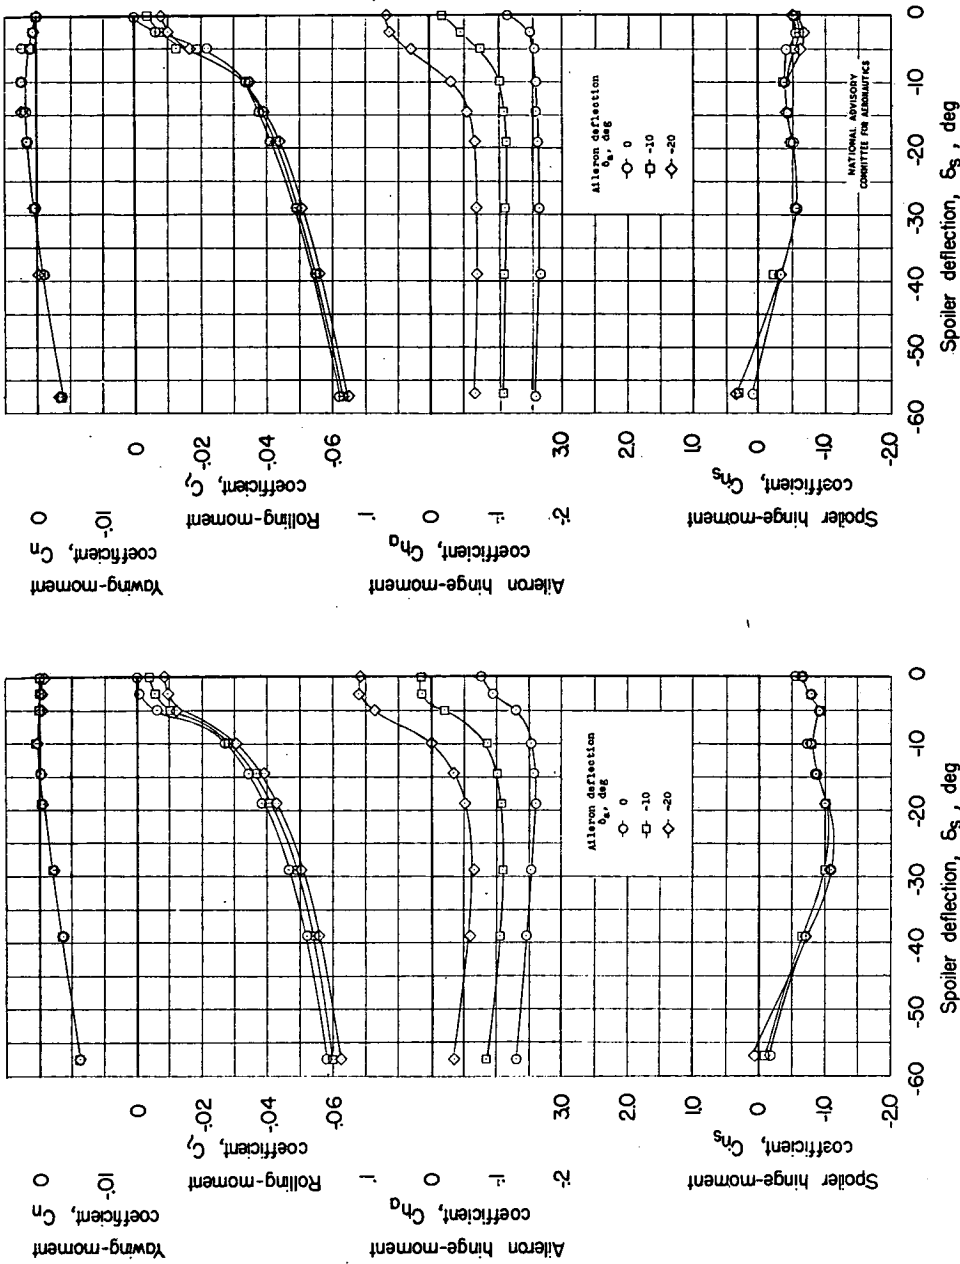 Yawing-moment
coefficient, Cn
0
-.01
Rolling-moment
coefficient, Cl
0
-.02
-.04
-.06
Aileron hinge-moment
coefficient, Cha
.1
0
-.1
-.2
Spoiler hinge-moment
coefficient, Chs
3.0
2.0
1.0
0
-1.0
-2.0
-60
-50
-40
-30
-20
-10
0
Spoiler deflection, δs, deg
Aileron deflection
δa, deg
0
-10
-20
Yawing-moment
coefficient, Cn
0
-.01
Rolling-moment
coefficient, Cl
0
-.02
-.04
-.06
Aileron hinge-moment
coefficient, Cha
.1
0
-.1
-.2
Spoiler hinge-moment
coefficient, Chs
3.0
2.0
1.0
0
-1.0
-2.0
-60
-50
-40
-30
-20
-10
0
Spoiler deflection, δs, deg
Aileron deflection
δa, deg
0
-10
-20
NATIONAL ADVISORY
COMMITTEE FOR AERONAUTICS